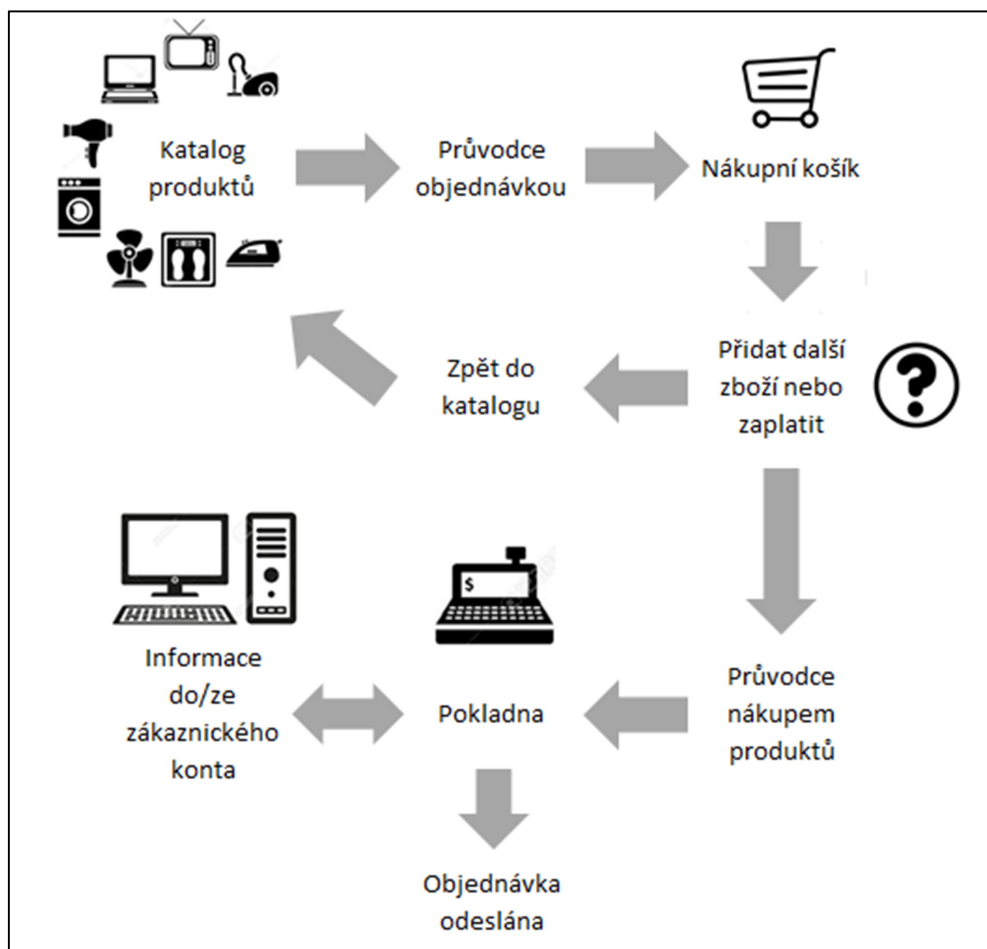 Katalog
produktů
Průvodce
objednávkou
Nákupní košík
Přidat další
zboží nebo
zaplatit
?
Zpět do
katalogu
$
Informace
do/ze
zákaznického
konta
Pokladna
Průvodce
nákupem
produktů
Objednávka
odeslána